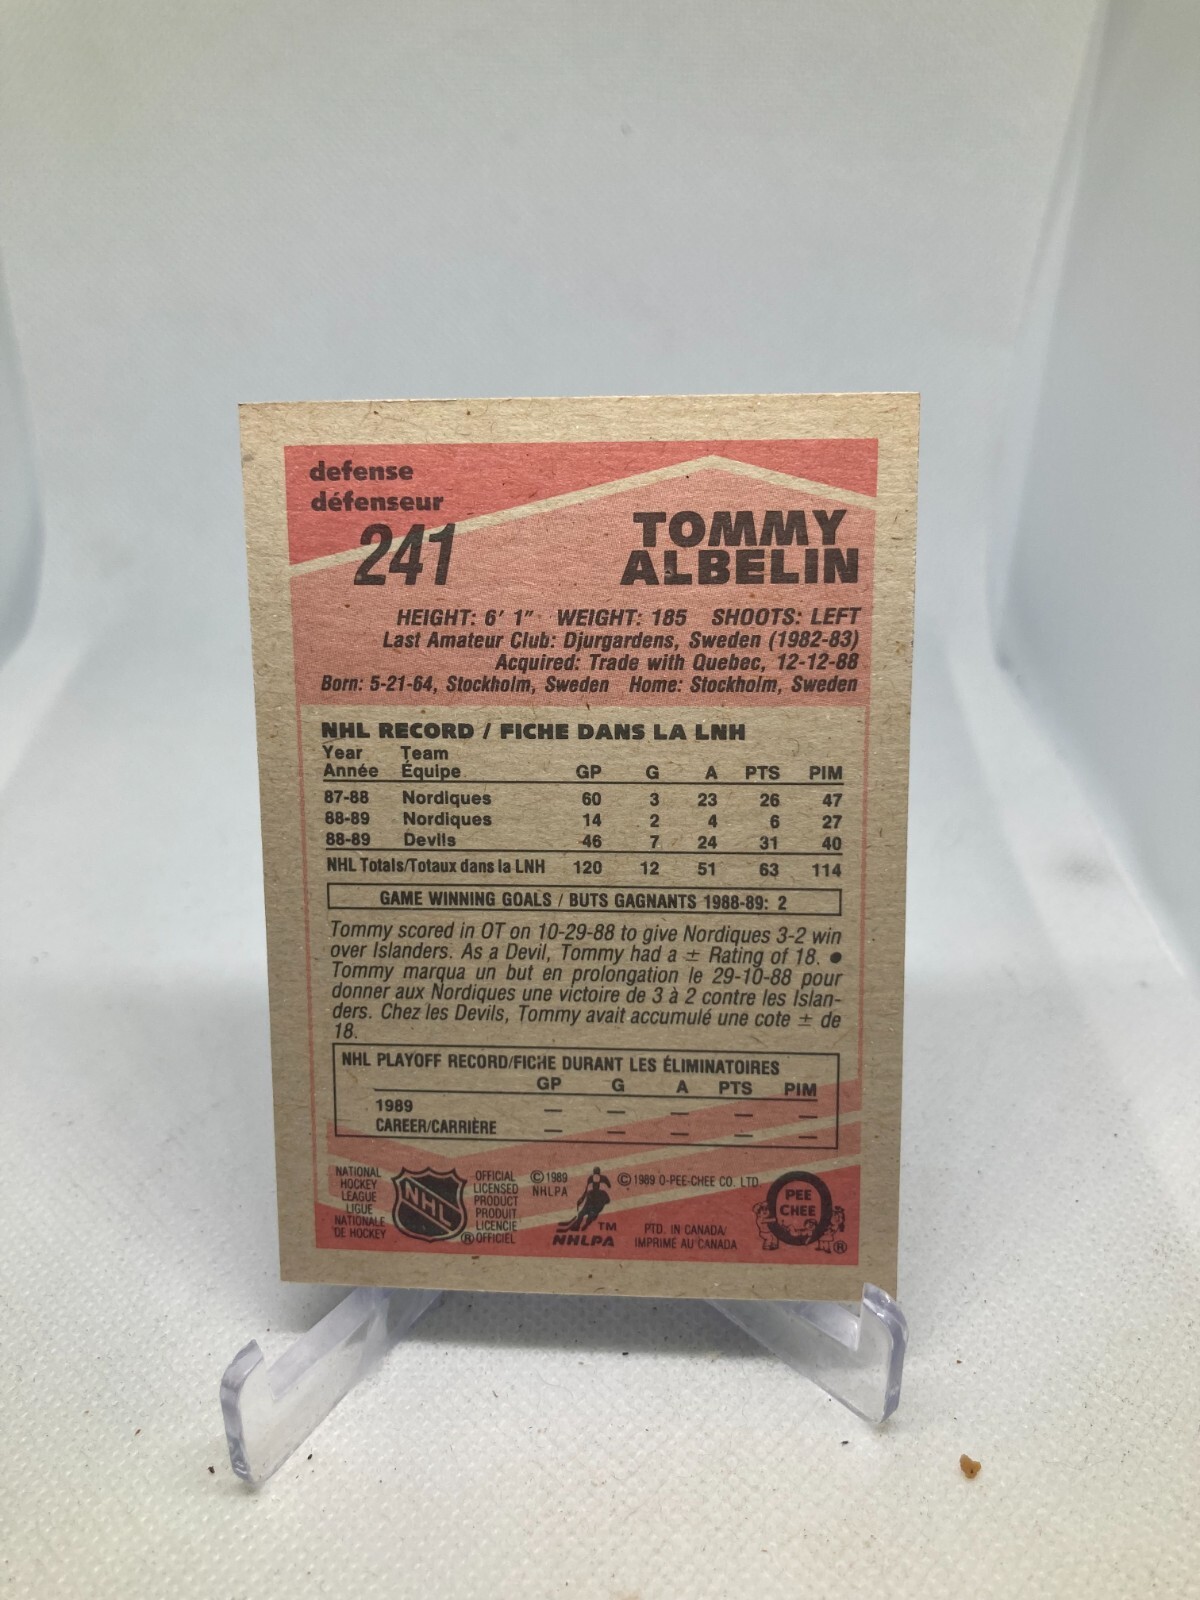 defense
défenseur
241
TOMMY
ALBELIN
HEIGHT: 6' 1" WEIGHT: 185 SHOOTS: LEFT
Last Amateur Club: Djurgardens, Sweden (1982-83)
Acquired: Trade with Quebec, 12-12-88
Born: 5-21-64, Stockholm, Sweden Home: Stockholm, Sweden
NHL RECORD / FICHE DANS LA LNH
Year Team
Année Équipe GP G A PTS PIM
87-88 Nordiques 60 3 23 26 47
88-89 Nordiques 14 2 4 6 27
88-89 Devils 46 7 24 31 40
NHL Totals/Totaux dans la LNH 120 12 51 63 114
GAME WINNING GOALS / BUTS GAGNANTS 1988-89: 2
Tommy scored in OT on 10-29-88 to give Nordiques 3-2 win
over Islanders. As a Devil, Tommy had a ± Rating of 18. ●
Tommy marqua un but en prolongation le 29-10-88 pour
donner aux Nordiques une victoire de 3 à 2 contre les Islan-
ders. Chez les Devils, Tommy avait accumulé une cote ± de
18.
NHL PLAYOFF RECORD/FICHE DURANT LES ÉLIMINATOIRES
GP G A PTS PIM
1989 — — — — —
CAREER/CARRIÈRE — — — — —
NATIONAL
HOCKEY
LEAGUE
LIGUE
NATIONALE
DE HOCKEY
NHL
®
OFFICIAL
LICENSED
PRODUCT
PRODUIT
LICENCIE
OFFICIEL
© 1989
NHLPA
TM
NHLPA
© 1989 O-PEE-CHEE CO. LTD.
PTD. IN CANADA/
IMPRIMÉ AU CANADA
PEE
CHEE
®